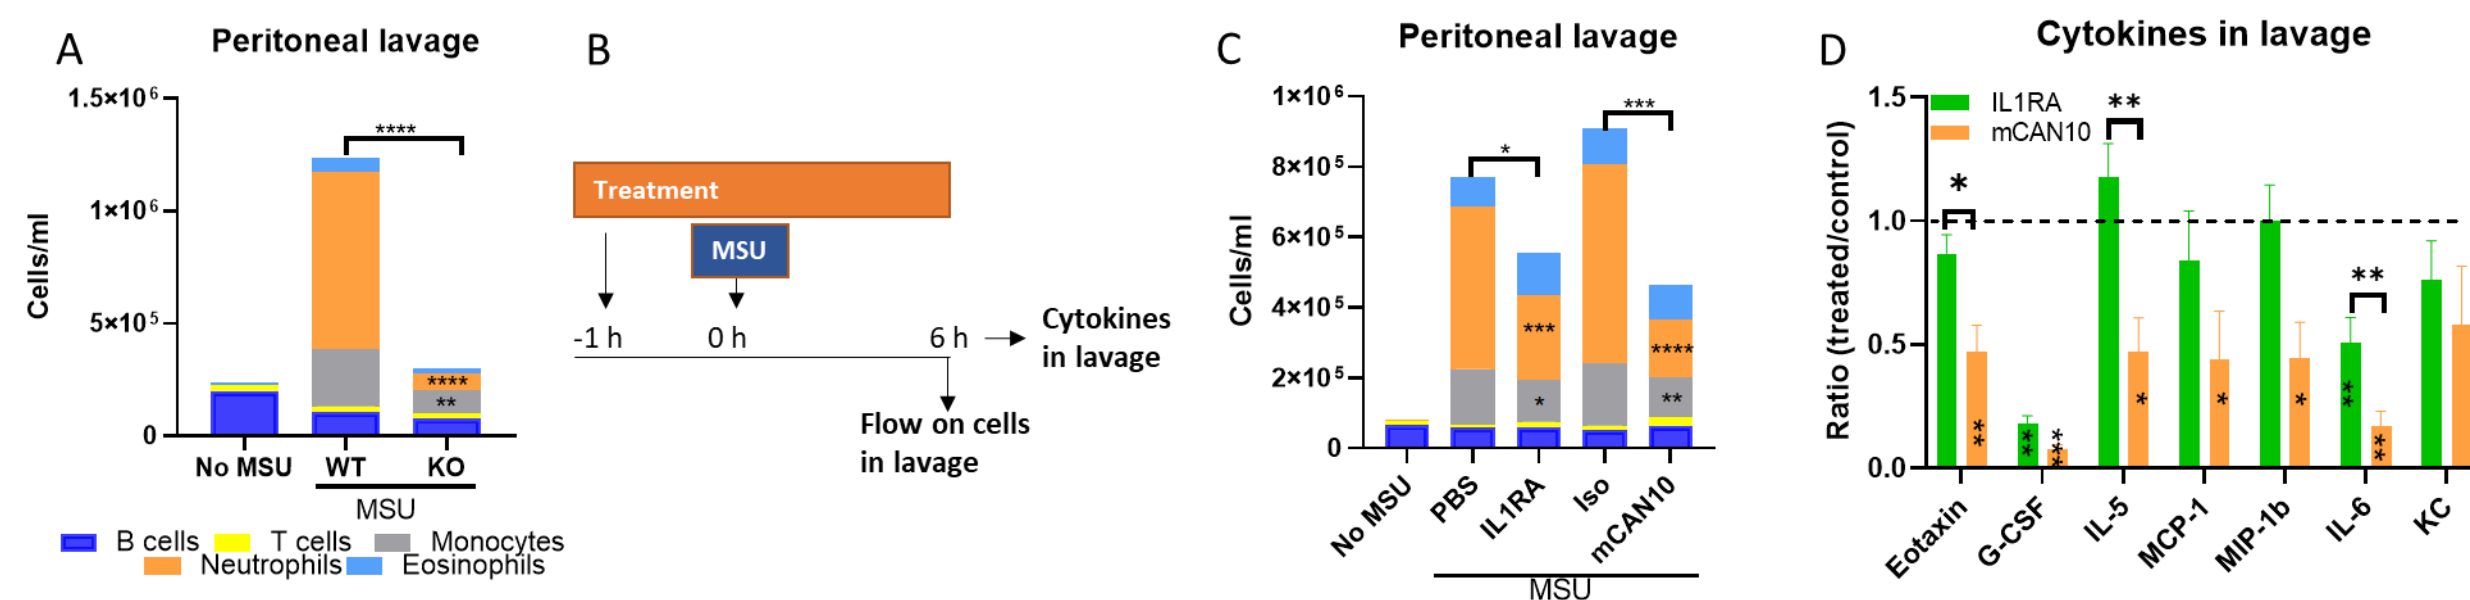 A
Peritoneal lavage
Cells/ml
1.5×10⁶
1×10⁶
5×10⁵
0
****
****
**
No MSU
WT
KO
MSU
B cells
T cells
Monocytes
Neutrophils
Eosinophils
B
Treatment
MSU
-1 h
0 h
6 h
Cytokines
in lavage
Flow on cells
in lavage
C
Peritoneal lavage
Cells/ml
1×10⁶
8×10⁵
6×10⁵
4×10⁵
2×10⁵
0
*
***
***
*
****
**
No MSU
PBS
IL1RA
Iso
mCAN10
MSU
D
Cytokines in lavage
Ratio (treated/control)
1.5
1.0
0.5
0.0
IL1RA
mCAN10
*
**
**
**
**
***
*
*
*
**
**
Eotaxin
G-CSF
IL-5
MCP-1
MIP-1b
IL-6
KC